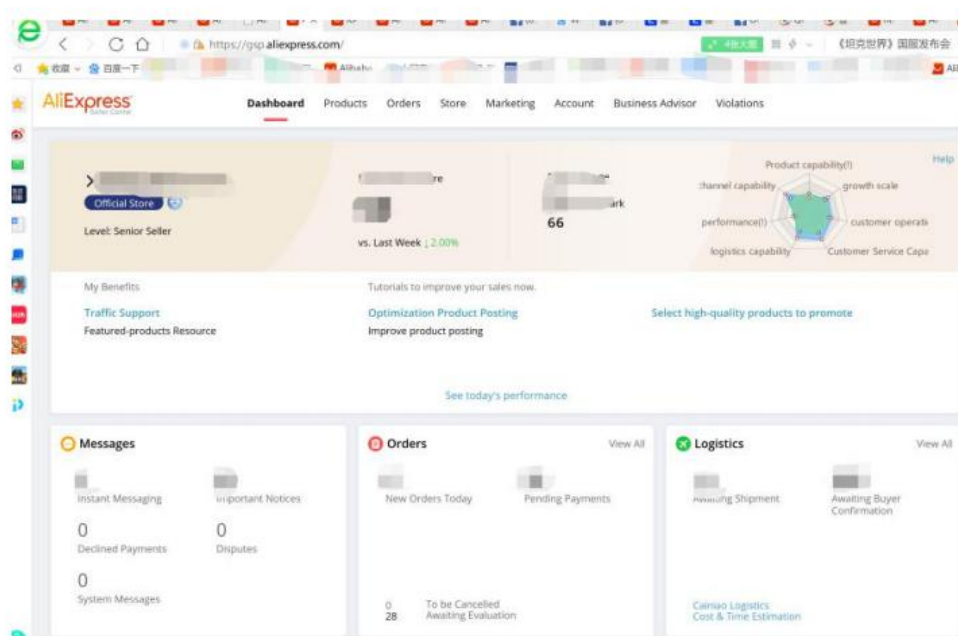 https://gsp.aliexpress.com/
《坦克世界》国服发布会
收藏
百度一下
AliExpress
Seller Center
Dashboard Products Orders Store Marketing Account Business Advisor Violations
Help
Official Store
Level: Senior Seller
vs. Last Week ↓2.00%
66
Product capability(!)
channel capability
growth scale
performance(!)
customer operati
logistics capability
Customer Service Capa
My Benefits
Traffic Support
Featured-products Resource
Tutorials to improve your sales now.
Optimization Product Posting
Improve product posting
Select high-quality products to promote
See today's performance
Messages
Instant Messaging
Important Notices
0
Declined Payments
0
Disputes
0
System Messages
Orders
View All
New Orders Today
Pending Payments
0 To be Cancelled
28 Awaiting Evaluation
Logistics
View All
Awaiting Shipment
Awaiting Buyer
Confirmation
Cainiao Logistics
Cost & Time Estimation